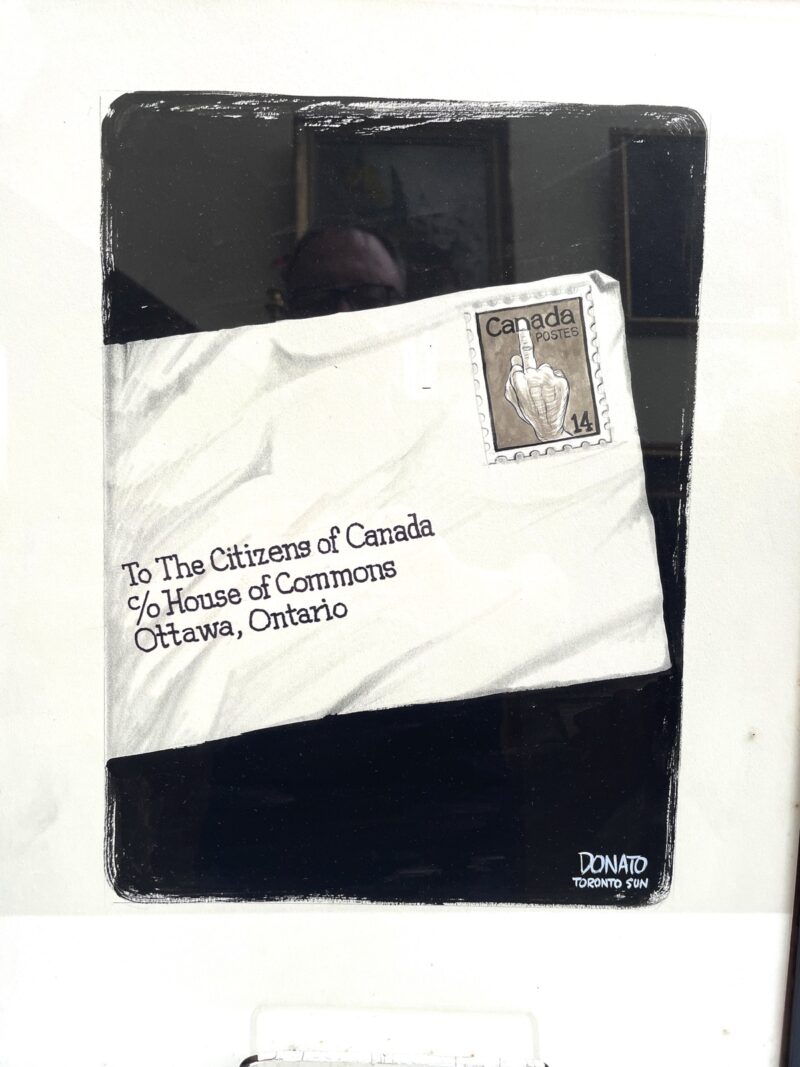 Canada
POSTES
14
To The Citizens of Canada
c/o House of Commons
Ottawa, Ontario
DONATO
TORONTO SUN